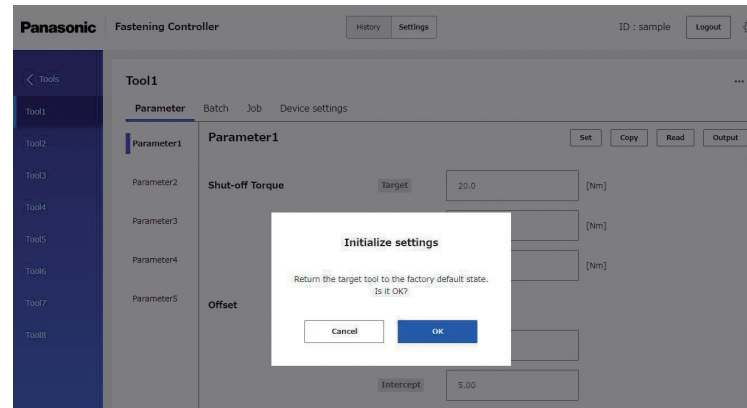 Panasonic Fastening Controller History Settings ID : sample Logout
Tools
Tool1
Tool2
Tool3
Tool4
Tool5
Tool6
Tool7
Tool8
Tool1
...
Parameter Batch Job Device settings
Parameter1
Parameter2
Parameter3
Parameter4
Parameter5
Parameter1 Set Copy Read Output
Shut-off Torque Target 20.0 [Nm]
[Nm]
[Nm]
Offset
Intercept 5.00
Initialize settings
Return the target tool to the factory default state.
Is it OK?
Cancel OK